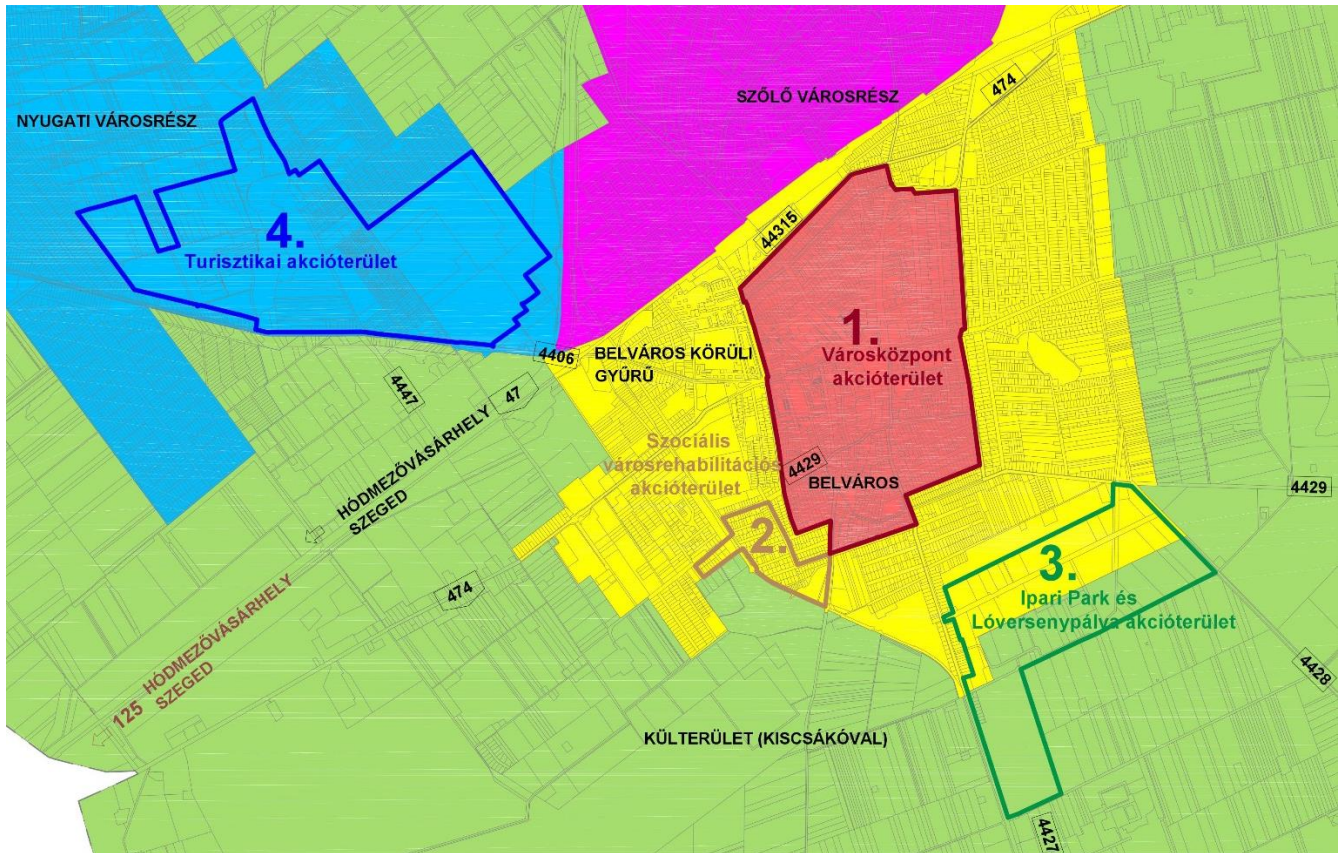 NYUGATI VÁROSRÉSZ
SZŐLŐ VÁROSRÉSZ
474
44315
4.
Turisztikai akcióterület
1.
Városközpont
akcióterület
4406
BELVÁROS KÖRÜLI
GYŰRŰ
4447
47
HÓDMEZŐVÁSÁRHELY
SZEGED
Szociális
városrehabilitációs
akcióterület
4429
BELVÁROS
4429
2.
3.
Ipari Park és
Lóversenypálya akcióterület
474
125 HÓDMEZŐVÁSÁRHELY
SZEGED
4428
KÜLTERÜLET (KISCSÁKÓVAL)
4427